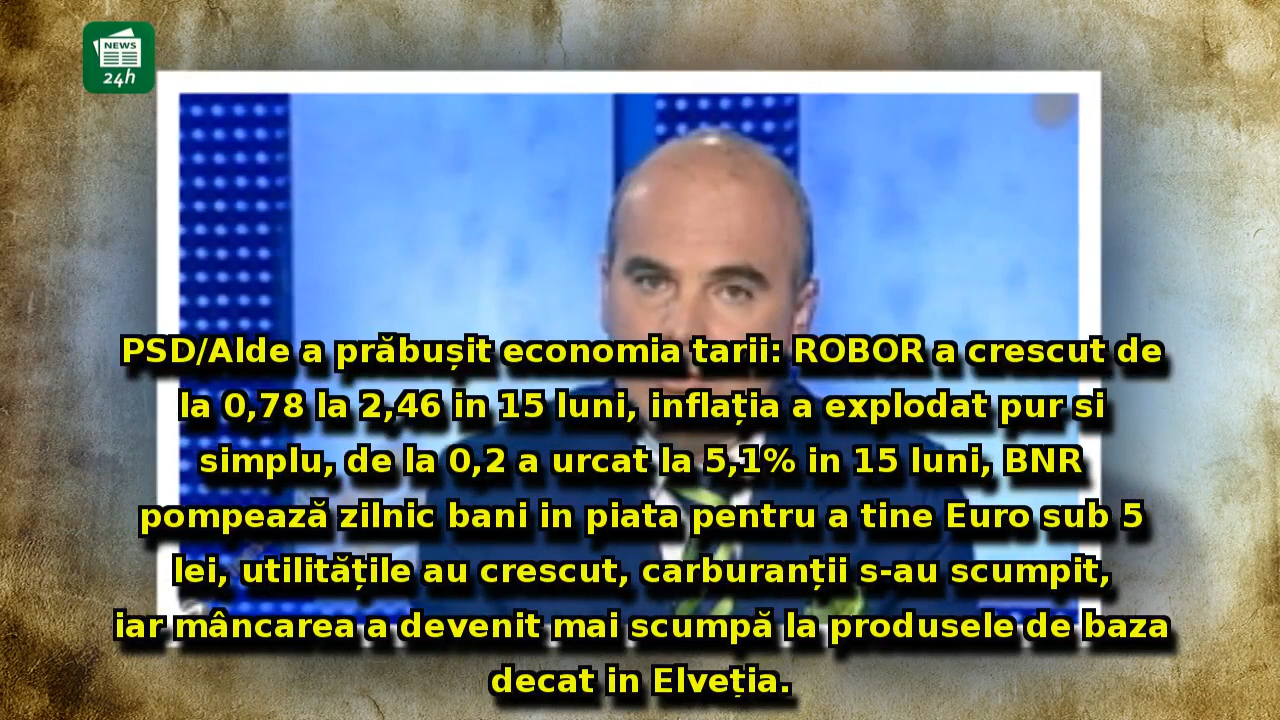 NEWS
24h
PSD/Alde a prăbușit economia tarii: ROBOR a crescut de
la 0,78 la 2,46 in 15 luni, inflația a explodat pur si
simplu, de la 0,2 a urcat la 5,1% in 15 luni, BNR
pompează zilnic bani in piata pentru a tine Euro sub 5
lei, utilitățile au crescut, carburanții s-au scumpit,
iar mâncarea a devenit mai scumpă la produsele de baza
decat in Elveția.